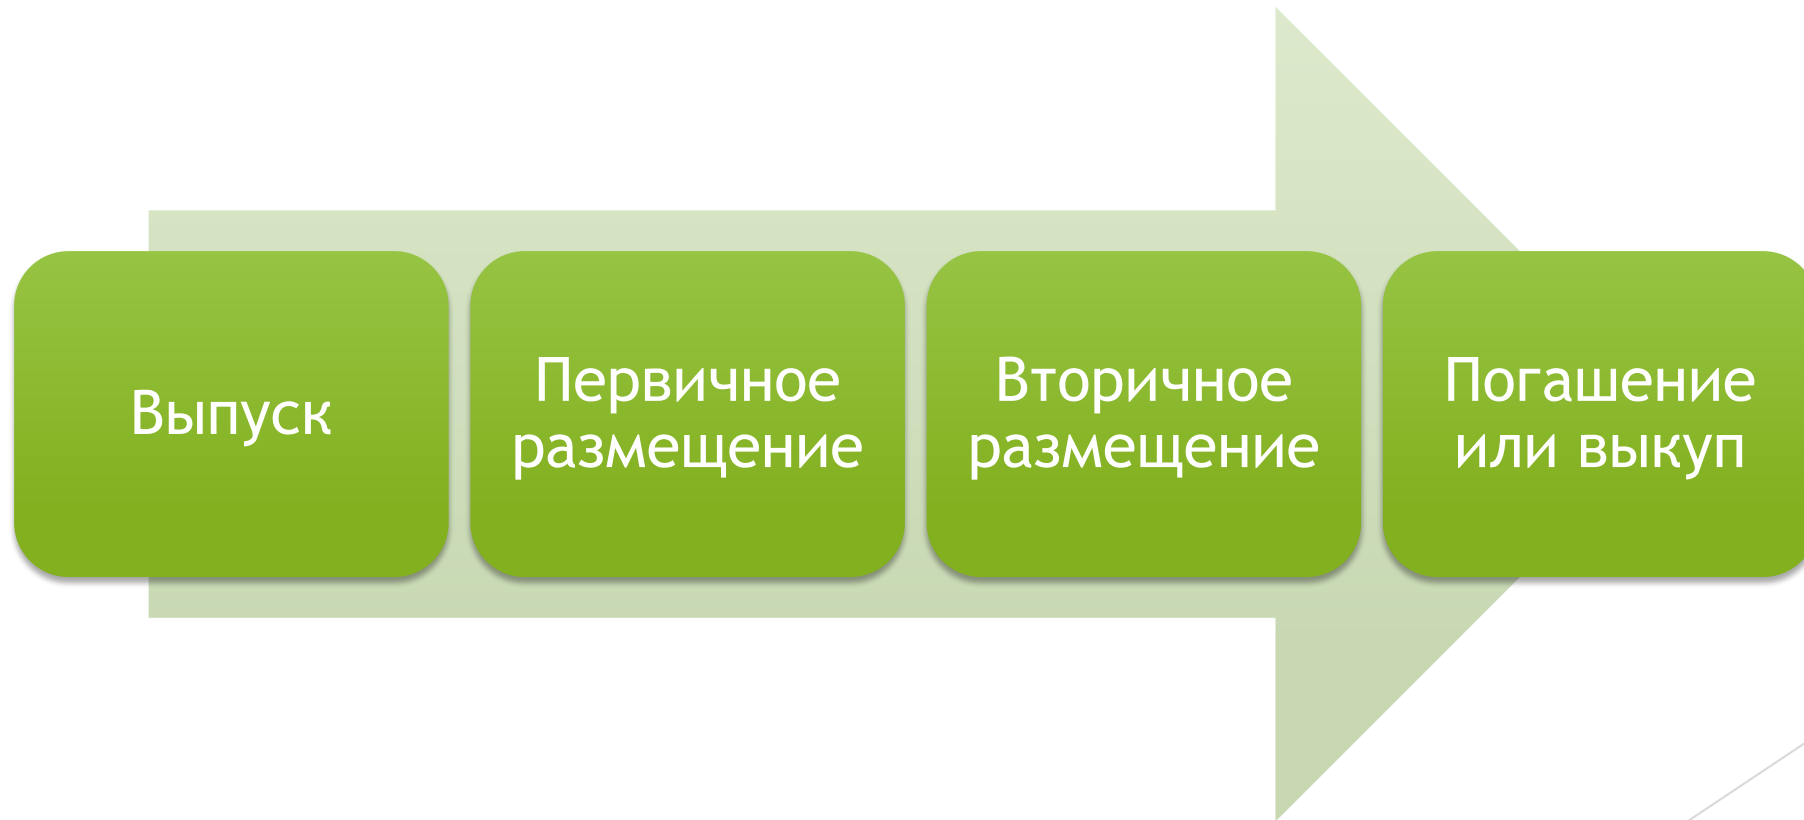 Выпуск
Первичное
размещение
Вторичное
размещение
Погашение
или выкуп